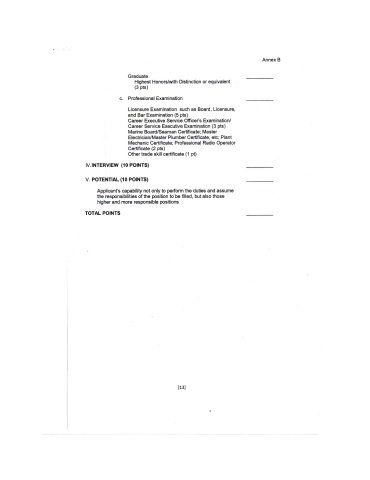 Annex B
Graduate
Highest Honors/with Distinction or equivalent
(3 pts)
c. Professional Examination
Licensure Examination such as Board, Licensure,
and Bar Examination (5 pts)
Career Executive Service Officer's Examination/
Career Service Executive Examination (3 pts)
Marine Board/Seaman Certificate; Master
Electrician/Master Plumber Certificate, etc; Plant
Mechanic Certificate; Professional Radio Operator
Certificate (2 pts)
Other trade skill certificate (1 pt)
IV. INTERVIEW (10 POINTS)
V. POTENTIAL (10 POINTS)
Applicant's capability not only to perform the duties and assume
the responsibilities of the position to be filled, but also those
higher and more responsible positions
TOTAL POINTS
[13]